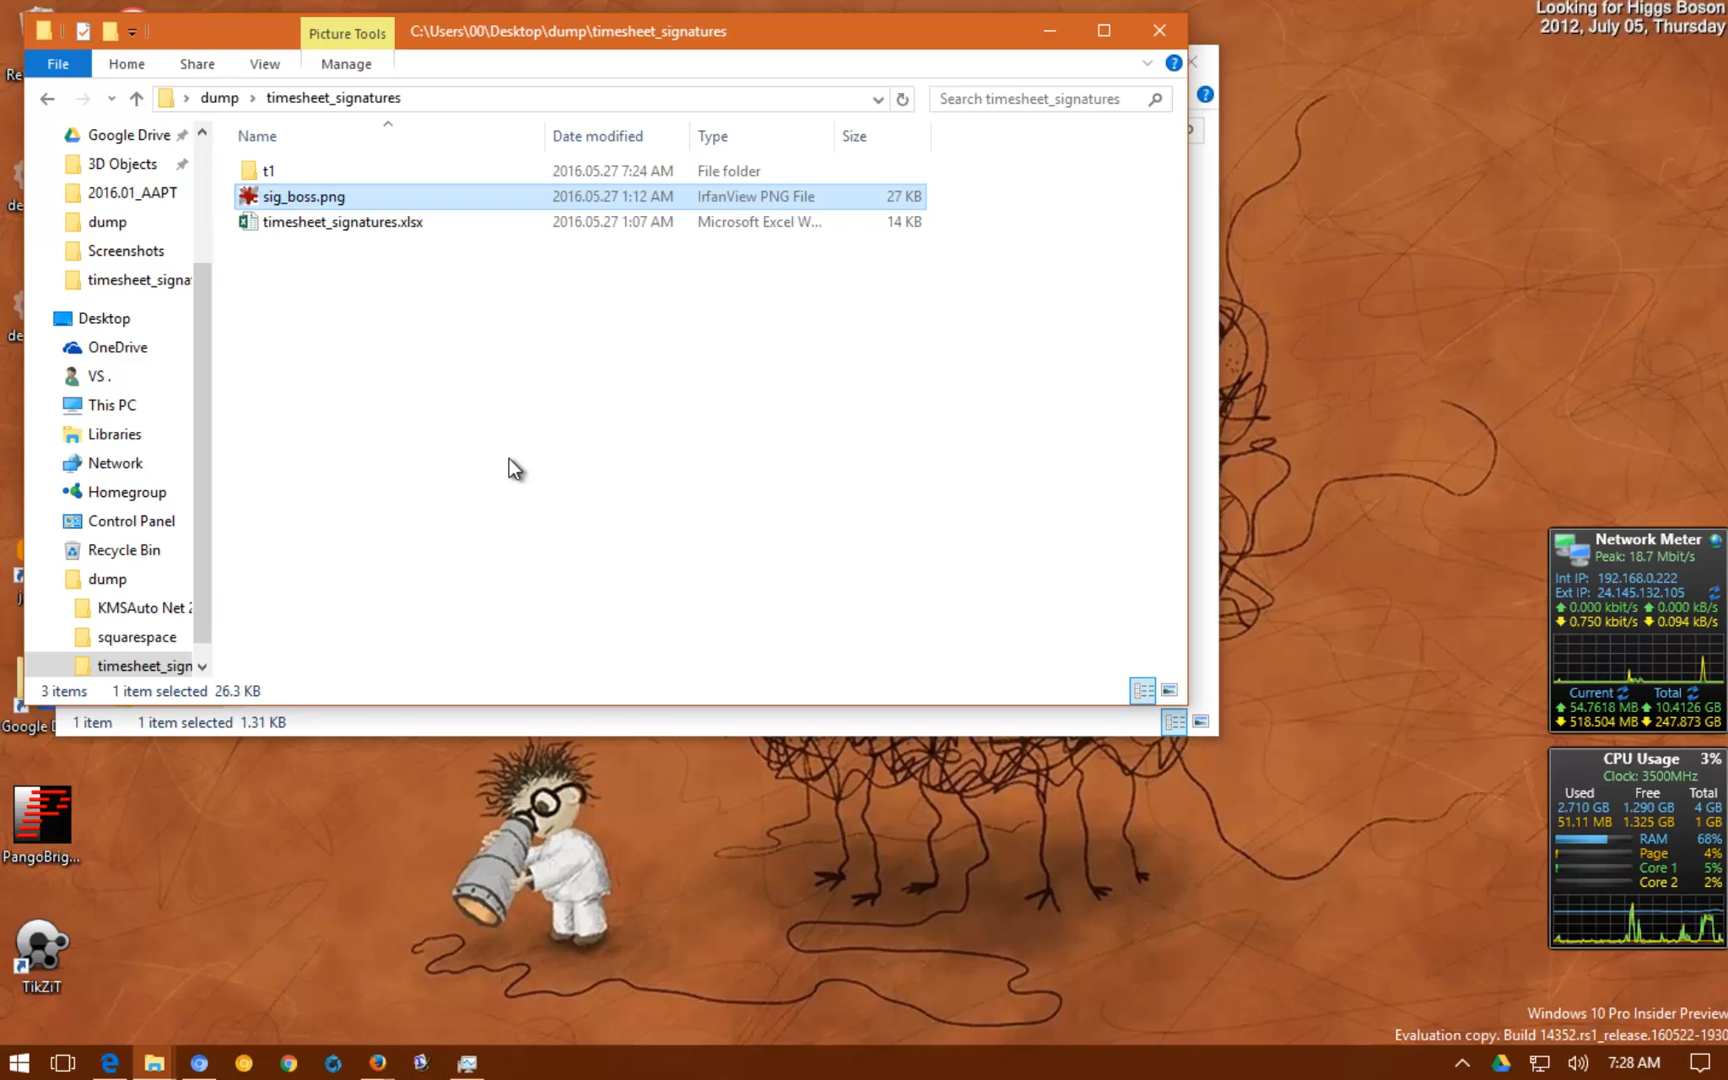 Looking for Higgs Boson
2012, July 05, Thursday
Picture Tools
C:\Users\00\Desktop\dump\timesheet_signatures
File
Home
Share
View
Manage
dump
timesheet_signatures
Search timesheet_signatures
Name
Date modified
Type
Size
t1
2016.05.27 7:24 AM
File folder
sig_boss.png
2016.05.27 1:12 AM
IrfanView PNG File
27 KB
timesheet_signatures.xlsx
2016.05.27 1:07 AM
Microsoft Excel W...
14 KB
Google Drive
3D Objects
2016.01_AAPT
dump
Screenshots
timesheet_signa
Desktop
OneDrive
VS .
This PC
Libraries
Network
Homegroup
Control Panel
Recycle Bin
dump
KMSAuto Net 2
squarespace
timesheet_sign
3 items
1 item selected 26.3 KB
1 item
1 item selected 1.31 KB
Re
de
de
Google D
PangoBrig...
TikZiT
Network Meter
Peak: 18.7 Mbit/s
Int IP: 192.168.0.222
Ext IP: 24.145.132.105
0.000 kbit/s 0.000 kB/s
0.750 kbit/s 0.094 kB/s
Current Total
54.7618 MB 10.4126 GB
518.504 MB 247.873 GB
CPU Usage 3%
Clock: 3500MHz
Used Free Total
2.710 GB 1.290 GB 4 GB
51.11 MB 1.325 GB 1 GB
RAM 68%
Page 4%
Core 1 5%
Core 2 2%
Windows 10 Pro Insider Preview
Evaluation copy. Build 14352.rs1_release.160522-1930
7:28 AM